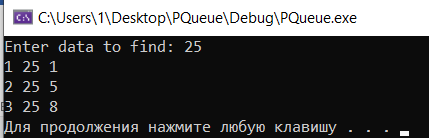 C:\Users\1\Desktop\PQueue\Debug\PQueue.exe
Enter data to find: 25
1 25 1
2 25 5
3 25 8
Для продолжения нажмите любую клавишу . . .